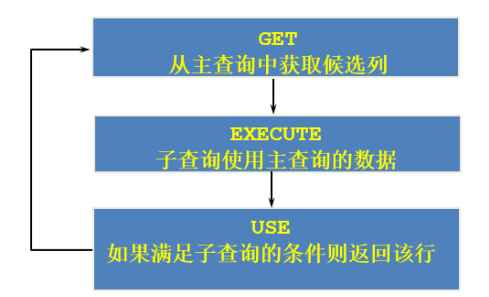 GET
从主查询中获取候选列
EXECUTE
子查询使用主查询的数据
USE
如果满足子查询的条件则返回该行